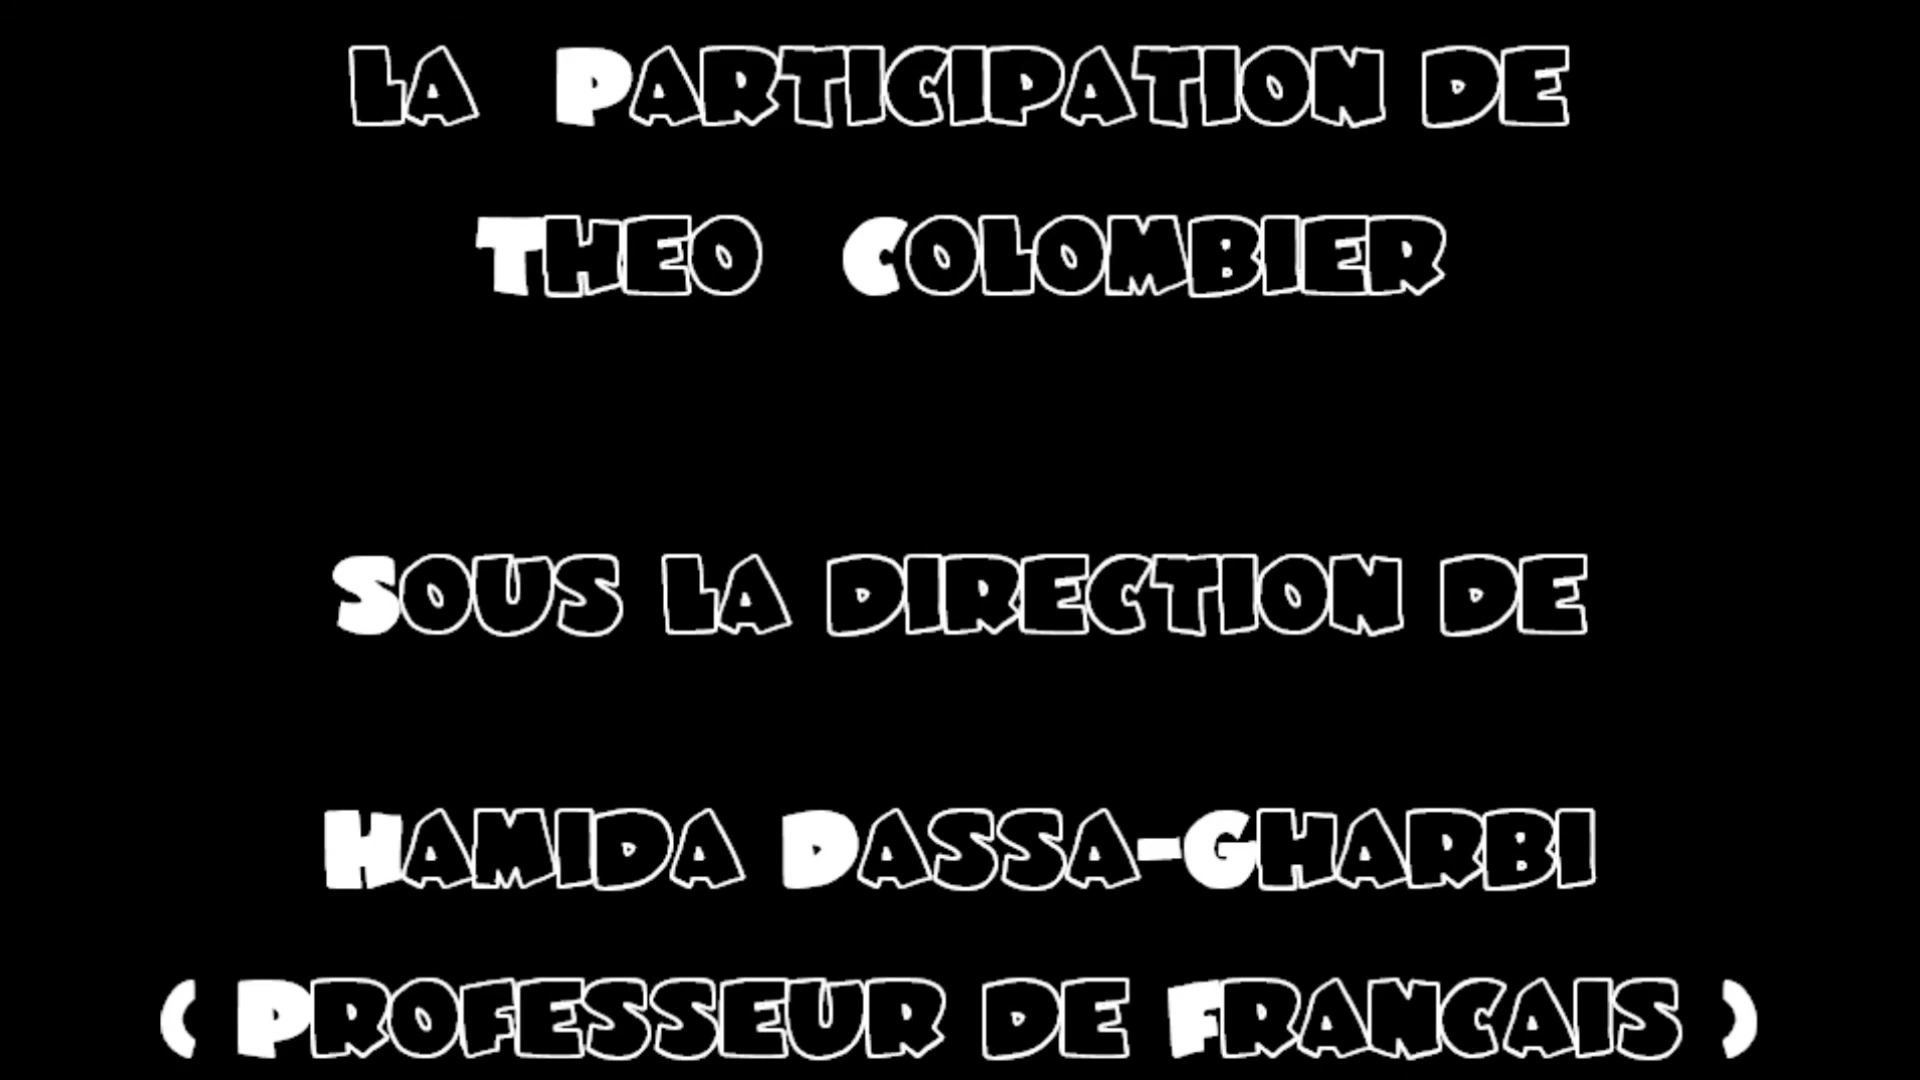 la Participation de
Theo Colombier
Sous la direction de
Hamida Dassa-Gharbi
( Professeur de Francais )